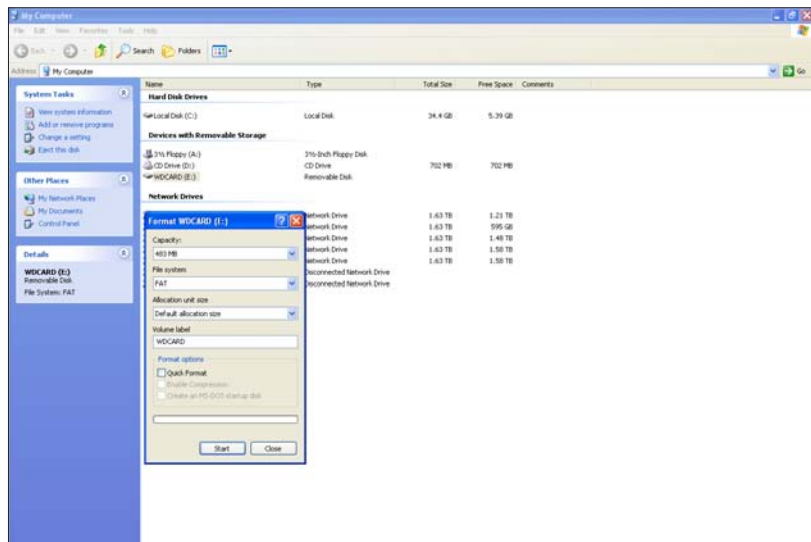 My Computer
File Edit View Favorites Tools Help
Back Search Folders
Address My Computer Go
Name Type Total Size Free Space Comments
System Tasks
View system information
Add or remove programs
Change a setting
Eject this disk
Other Places
My Network Places
My Documents
Control Panel
Details
WDCARD (E:)
Removable Disk
File System: FAT
Hard Disk Drives
Local Disk (C:) Local Disk 34.4 GB 5.39 GB
Devices with Removable Storage
3½ Floppy (A:) 3½-Inch Floppy Disk
CD Drive (D:) CD Drive 702 MB 702 MB
WDCARD (E:) Removable Disk
Network Drives
Network Drive 1.63 TB 1.21 TB
Network Drive 1.63 TB 595 GB
Network Drive 1.63 TB 1.48 TB
Network Drive 1.63 TB 1.58 TB
Network Drive 1.63 TB 1.58 TB
Disconnected Network Drive
Disconnected Network Drive
Format WDCARD (E:)
Capacity:
483 MB
File system
FAT
Allocation unit size
Default allocation size
Volume label
WDCARD
Format options
Quick Format
Enable Compression
Create an MS-DOS startup disk
Start Close